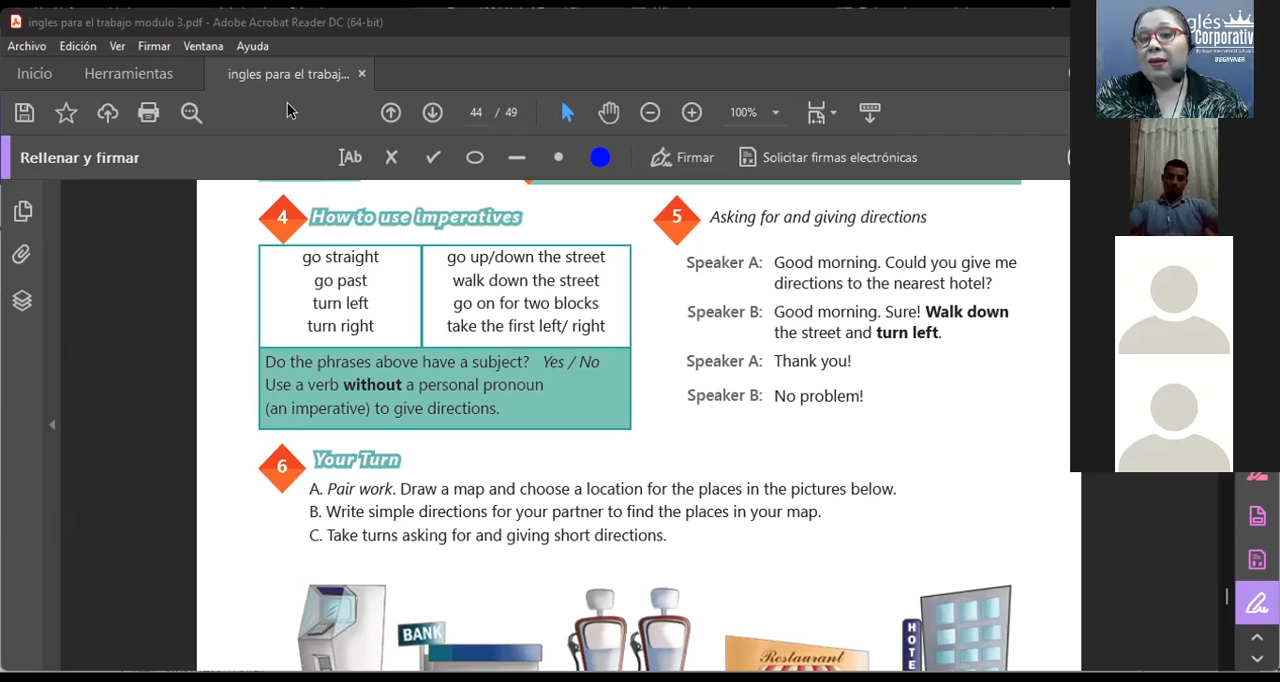 ingles para el trabajo modulo 3.pdf - Adobe Acrobat Reader DC (64-bit)
Archivo Edición Ver Firmar Ventana Ayuda
Inicio Herramientas ingles para el trabaj... ×
44 / 49 100%
Rellenar y firmar Ab Firmar Solicitar firmas electrónicas
4 How to use imperatives
go straight
go past
turn left
turn right
go up/down the street
walk down the street
go on for two blocks
take the first left/ right
Do the phrases above have a subject? Yes / No
Use a verb without a personal pronoun
(an imperative) to give directions.
5 Asking for and giving directions
Speaker A: Good morning. Could you give me
directions to the nearest hotel?
Speaker B: Good morning. Sure! Walk down
the street and turn left.
Speaker A: Thank you!
Speaker B: No problem!
6 Your Turn
A. Pair work. Draw a map and choose a location for the places in the pictures below.
B. Write simple directions for your partner to find the places in your map.
C. Take turns asking for and giving short directions.
BANK
Restaurant
HOTE
glés
Corporativ
BEGINNER